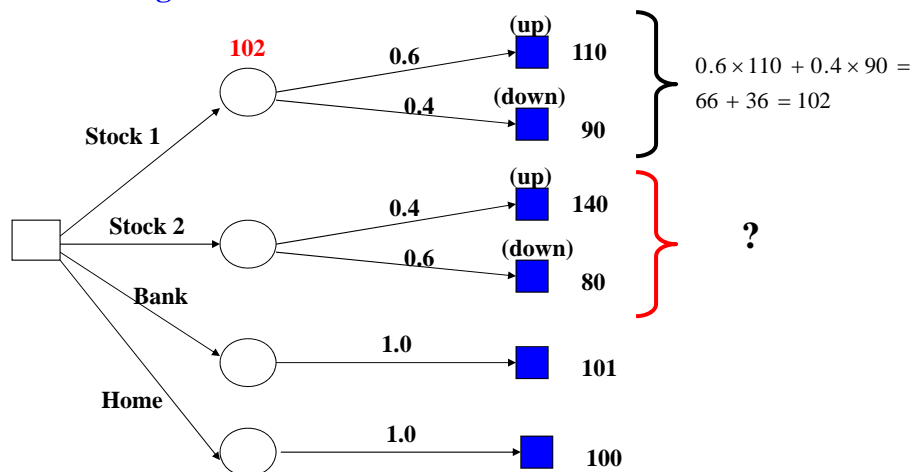 (up)
102
0.6
110
0.6 × 110 + 0.4 × 90 =
66 + 36 = 102
(down)
0.4
90
Stock 1
(up)
0.4
140
Stock 2
(down)
0.6
80
?
Bank
1.0
101
Home
1.0
100